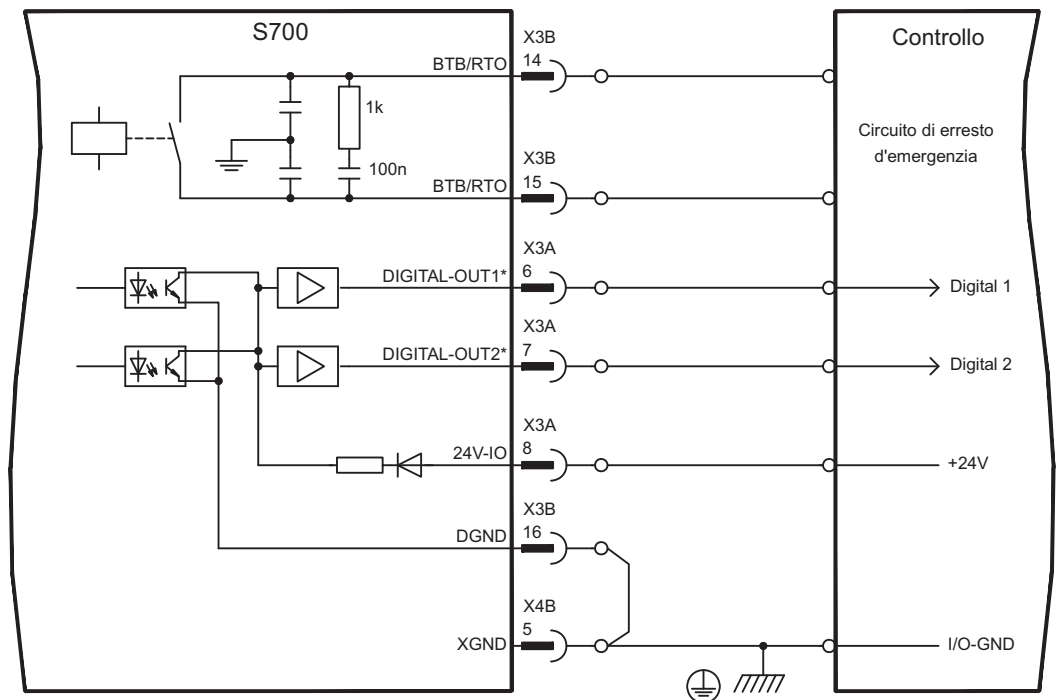 S700
Controllo
X3B
BTB/RTO
14
1k
Circuito di erresto
d'emergenzia
X3B
100n
BTB/RTO
15
X3A
DIGITAL-OUT1*
6
Digital 1
X3A
DIGITAL-OUT2*
7
Digital 2
X3A
24V-IO
8
+24V
X3B
DGND
16
X4B
5
XGND
I/O-GND